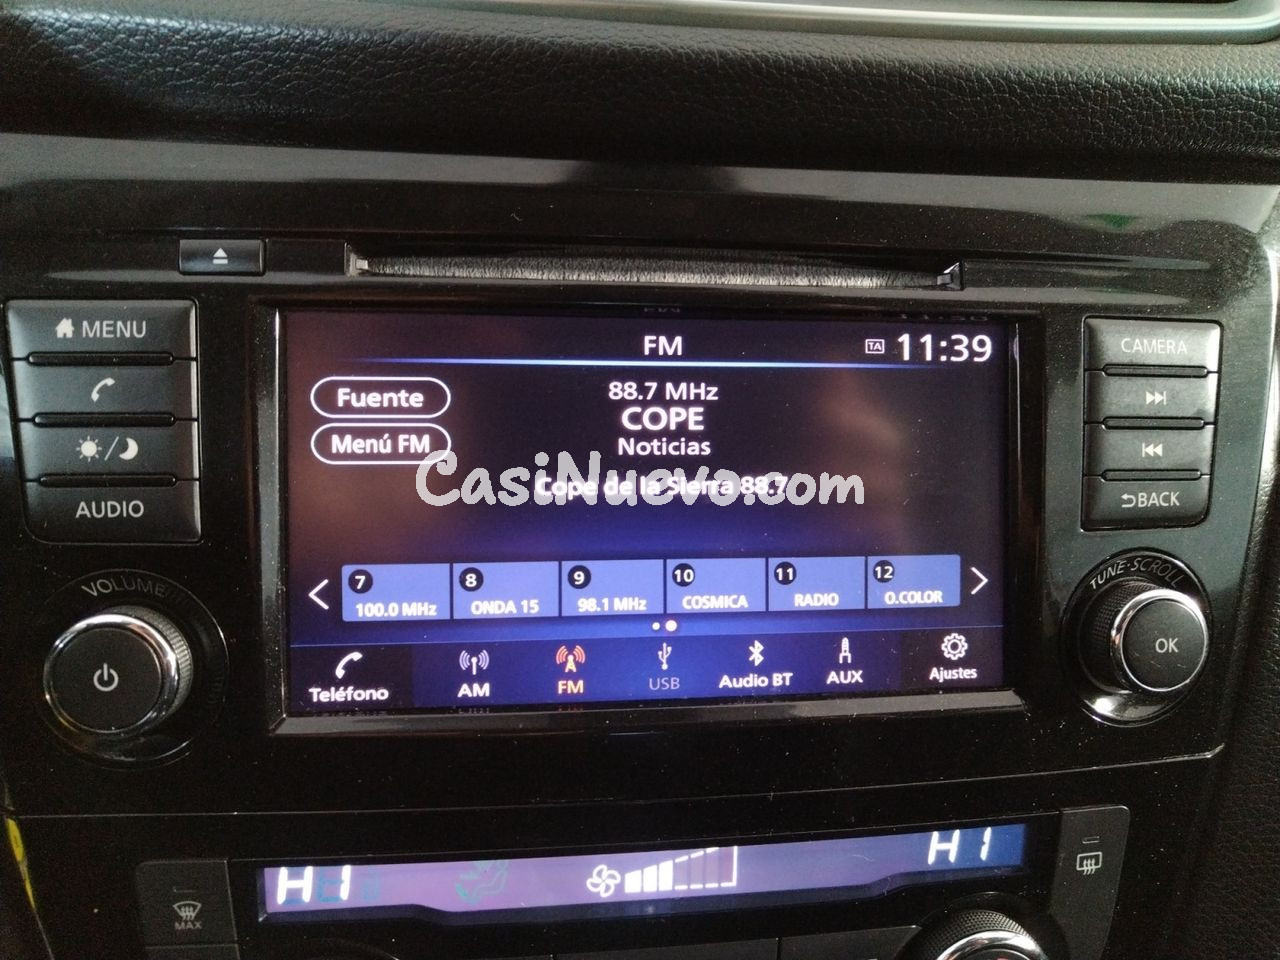 MENU
AUDIO
VOLUME
FM
TA 11:39
Fuente
Menú FM
88.7 MHz
COPE
Noticias
Cope de la Sierra 88.7
CasiNuevo.com
7 8 9 10 11 12
100.0 MHz ONDA 15 98.1 MHz COSMICA RADIO O.COLOR
Teléfono AM FM USB Audio BT AUX Ajustes
CAMERA
BACK
TUNE·SCROLL
OK
HI HI
MAX